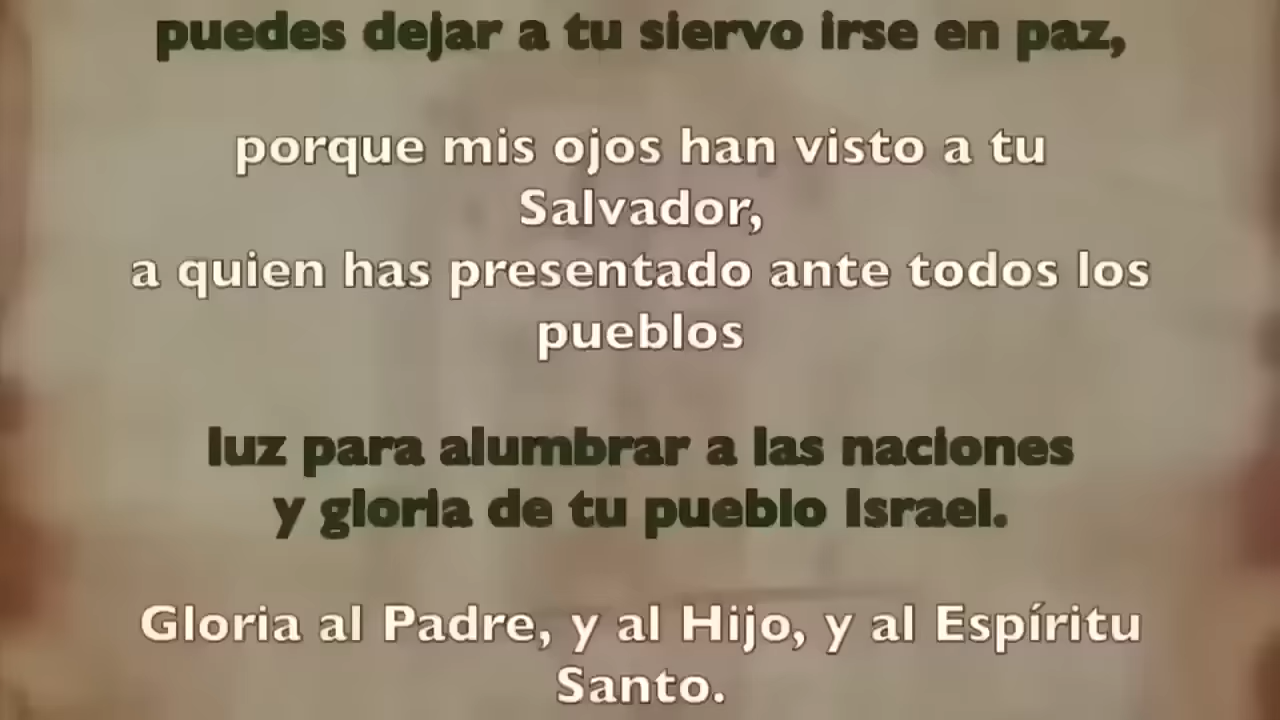 puedes dejar a tu siervo irse en paz,
porque mis ojos han visto a tu
Salvador,
a quien has presentado ante todos los
pueblos
luz para alumbrar a las naciones
y gloria de tu pueblo Israel.
Gloria al Padre, y al Hijo, y al Espíritu
Santo.